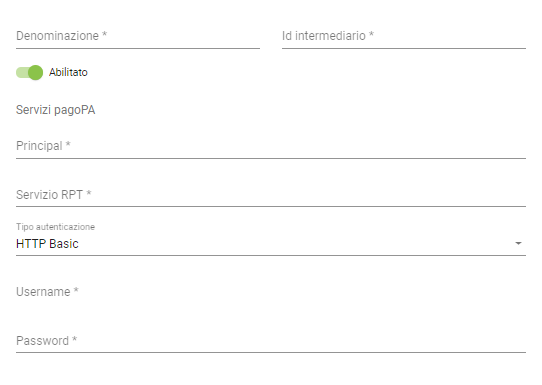 Denominazione * Id intermediario *
Abilitato
Servizi pagoPA
Principal *
Servizio RPT *
Tipo autenticazione
HTTP Basic
Username *
Password *